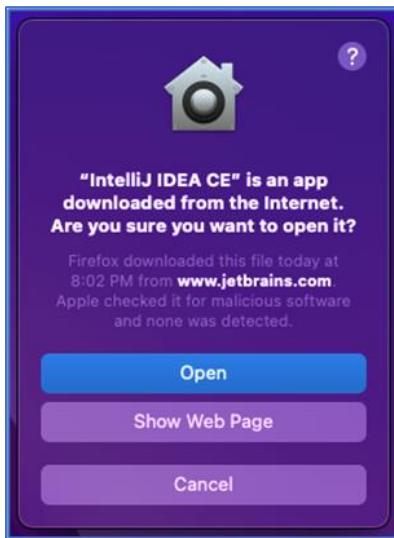 ?
“IntelliJ IDEA CE” is an app
downloaded from the Internet.
Are you sure you want to open it?
Firefox downloaded this file today at
8:02 PM from www.jetbrains.com.
Apple checked it for malicious software
and none was detected.
Open
Show Web Page
Cancel